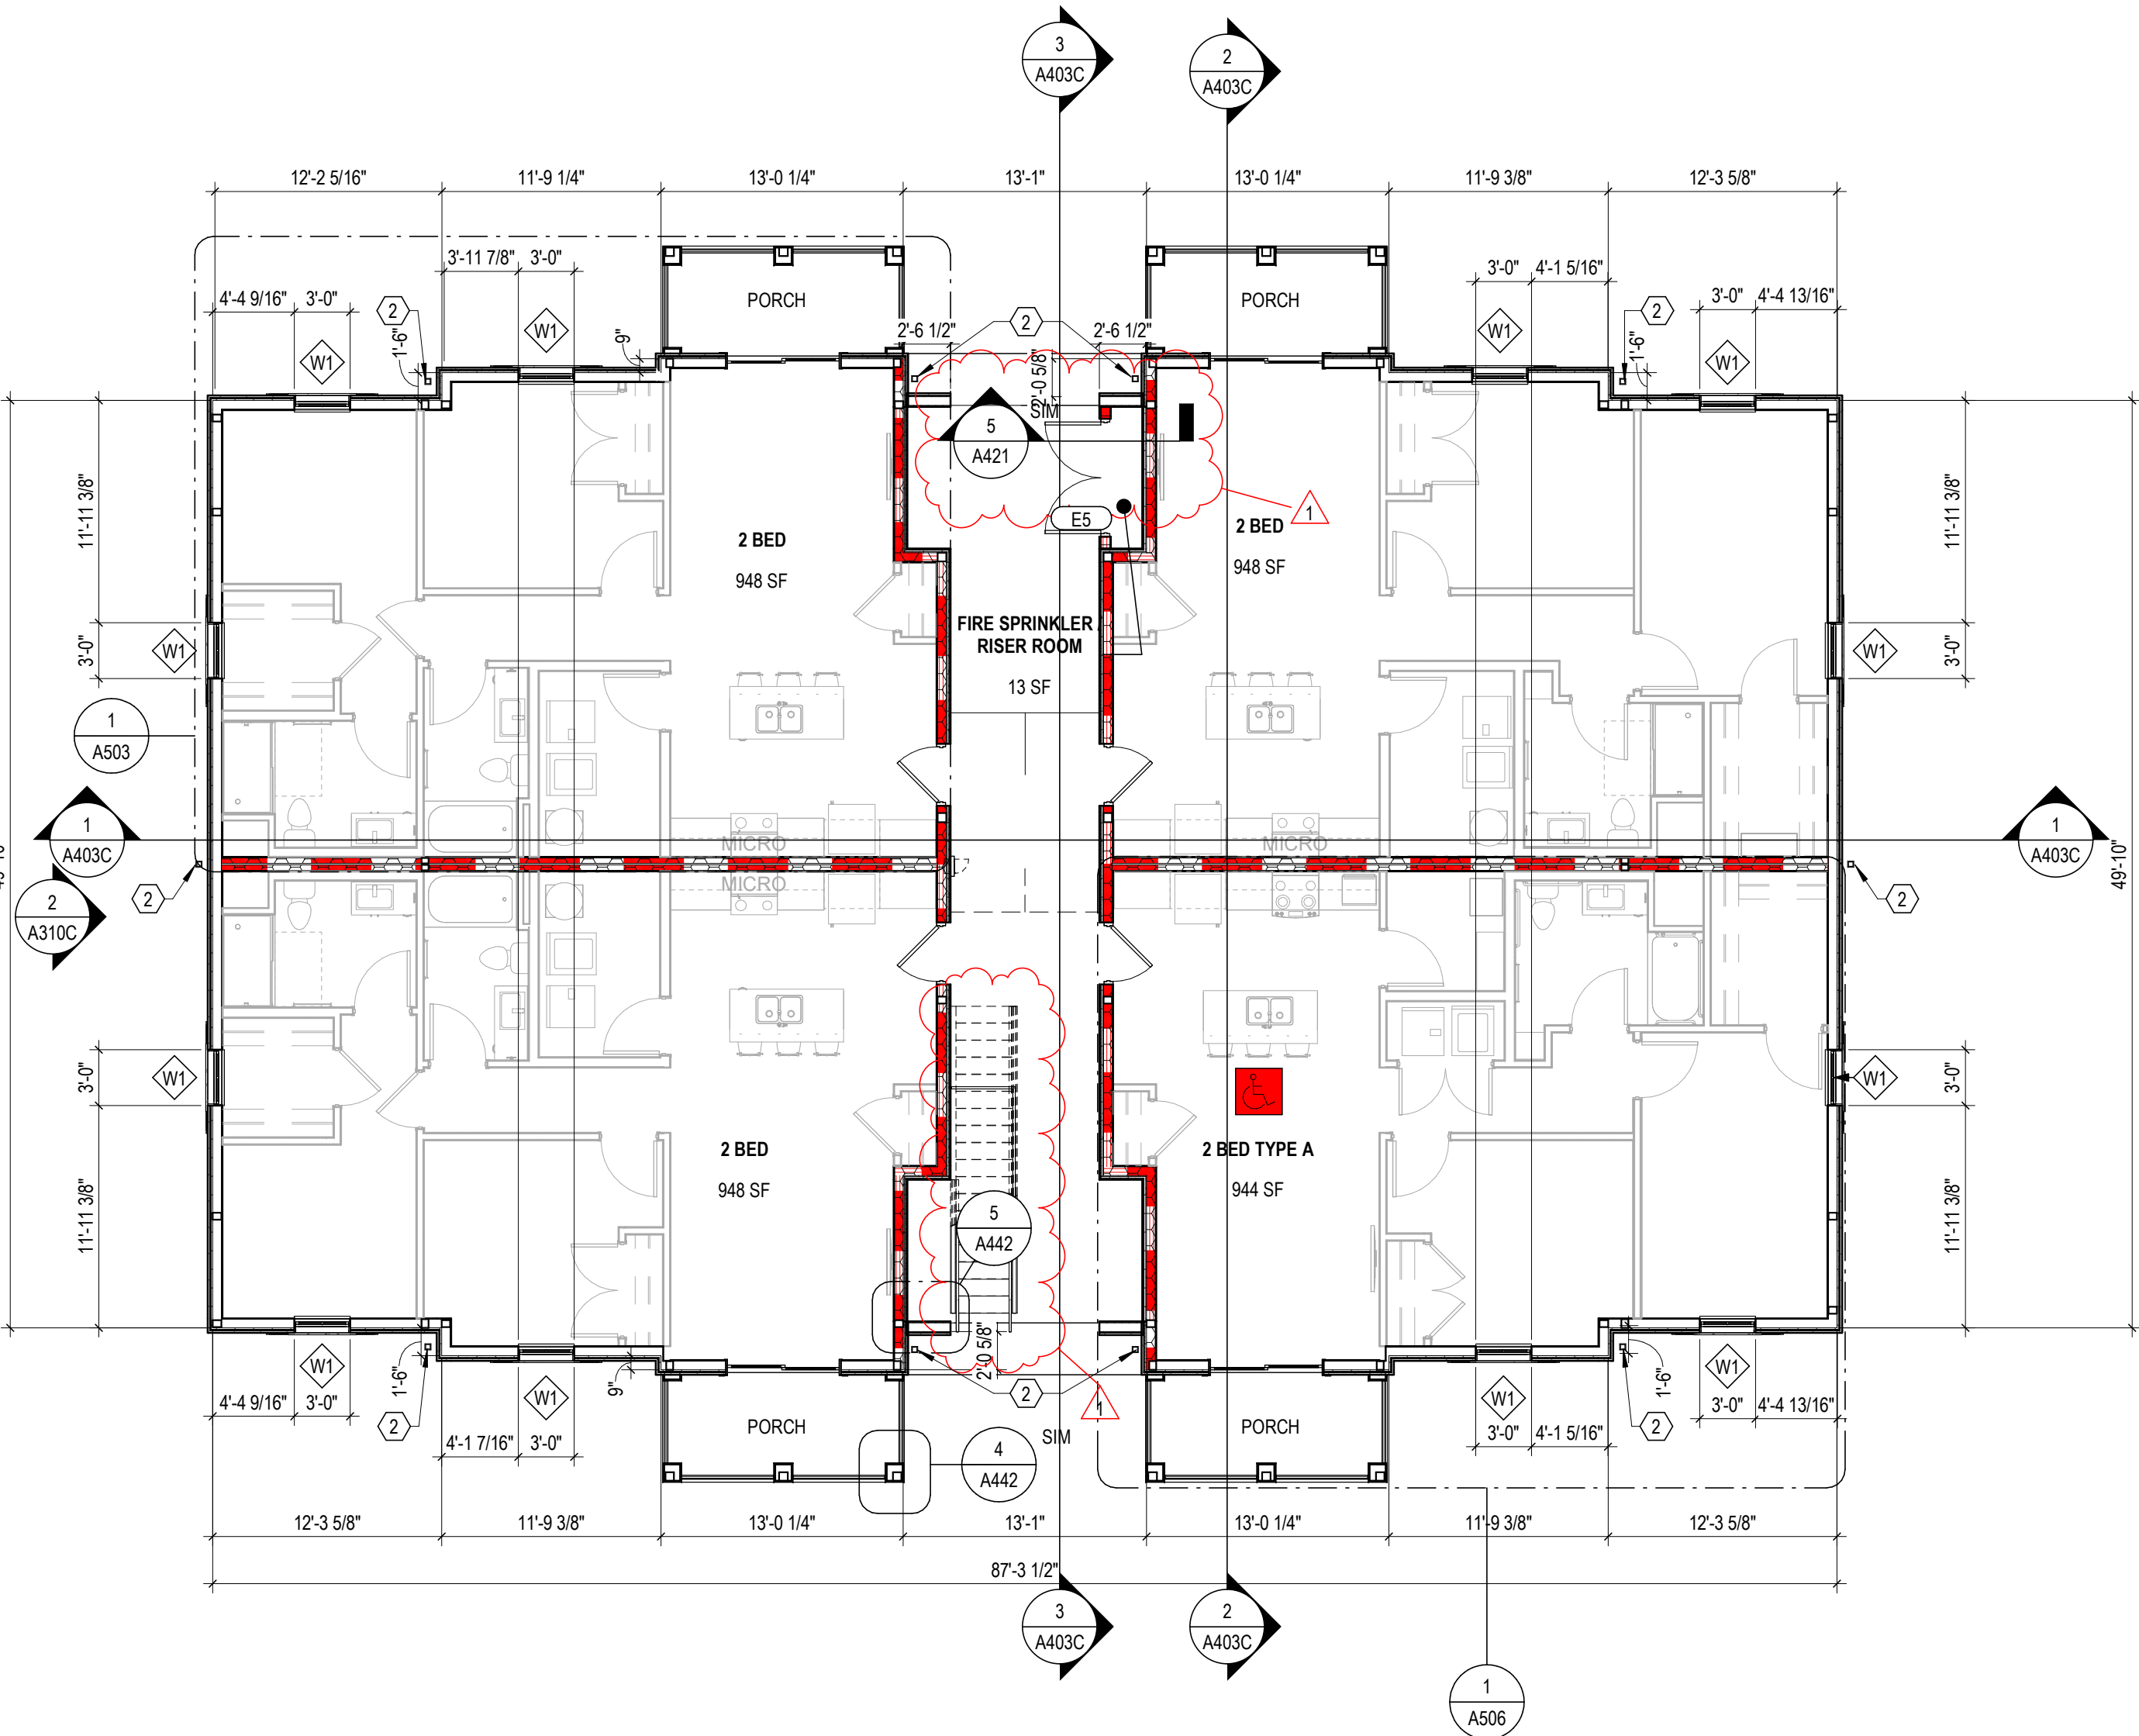 3
A403C
2
A403C
12'-2 5/16"
11'-9 1/4"
13'-0 1/4"
13'-1"
13'-0 1/4"
11'-9 3/8"
12'-3 5/8"
3'-11 7/8"
3'-0"
3'-0"
4'-1 5/16"
4'-4 9/16"
3'-0"
2
PORCH
PORCH
2
3'-0"
4'-4 13/16"
W1
W1
1'-6"
9"
2'-6 1/2"
2
2'-6 1/2"
W1
W1
1'-6"
2'-0 5/8"
SIM
5
A421
11'-11 3/8"
11'-11 3/8"
E5
1
2 BED
948 SF
2 BED
948 SF
FIRE SPRINKLER /
RISER ROOM
13 SF
3'-0"
W1
W1
3'-0"
1
A503
1
A403C
MICRO
MICRO
1
A403C
49'-10"
MICRO
2
2
2
A310C
3'-0"
W1
W1
3'-0"
2 BED
948 SF
2 BED TYPE A
944 SF
11'-11 3/8"
11'-11 3/8"
5
A442
2'-0 5/8"
W1
W1
1'-6"
9"
2
1
W1
W1
1'-6"
4'-4 9/16"
3'-0"
2
PORCH
PORCH
2
3'-0"
4'-4 13/16"
4'-1 7/16"
3'-0"
SIM
4
A442
3'-0"
4'-1 5/16"
12'-3 5/8"
11'-9 3/8"
13'-0 1/4"
13'-1"
13'-0 1/4"
11'-9 3/8"
12'-3 5/8"
87'-3 1/2"
3
A403C
2
A403C
1
A506